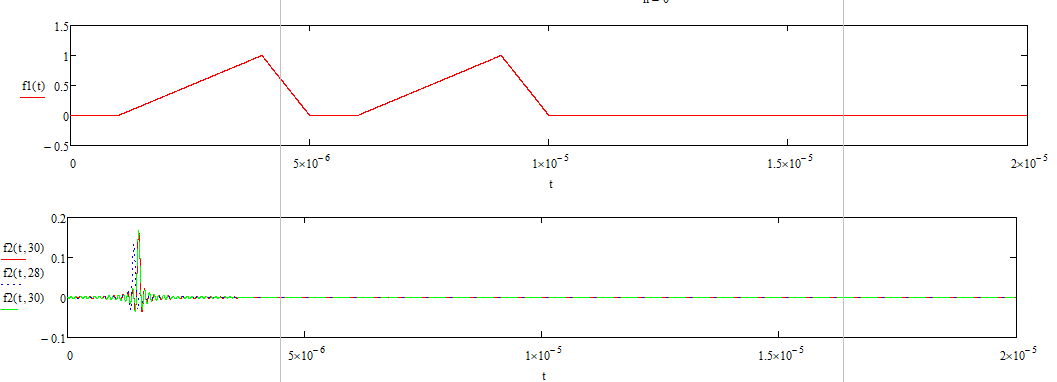 1.5
1
f1(t) 0.5
0
− 0.5
0 5×10⁻⁶ 1×10⁻⁵ 1.5×10⁻⁵ 2×10⁻⁵
t
0.2
f2(t,30)
0.1
f2(t,28)
f2(t,30) 0
− 0.1
0 5×10⁻⁶ 1×10⁻⁵ 1.5×10⁻⁵ 2×10⁻⁵
t